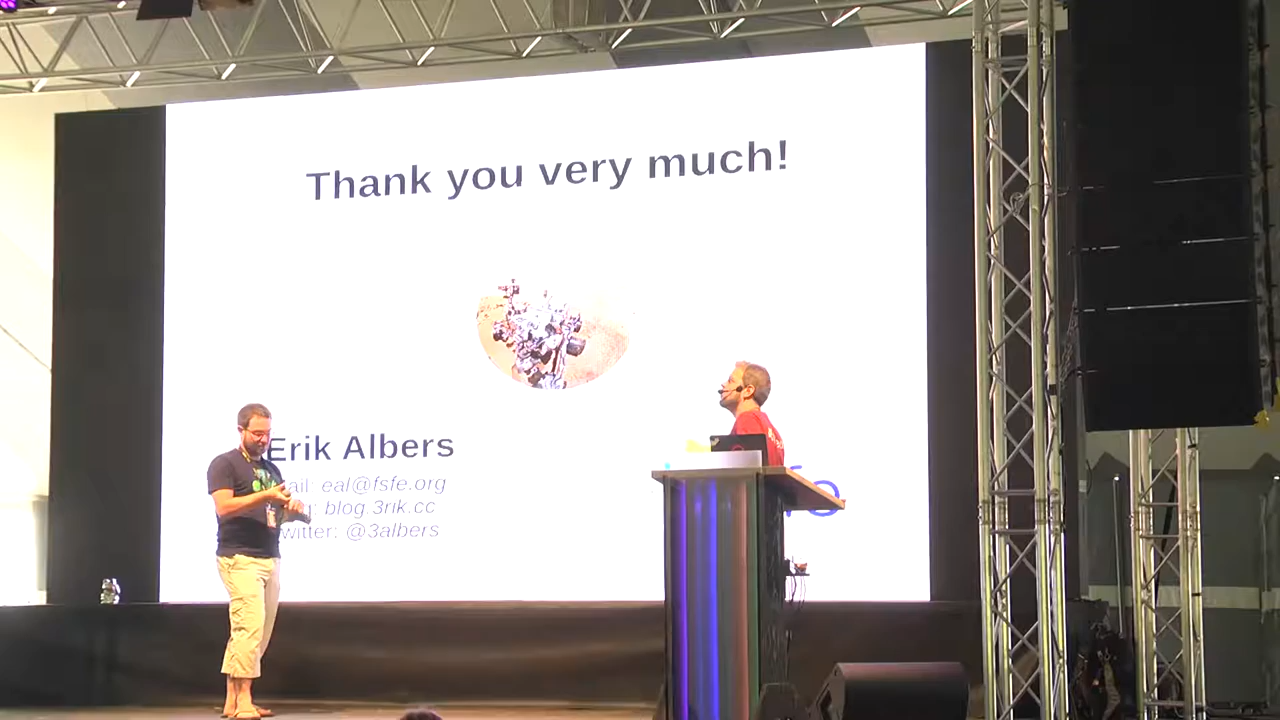 Thank you very much!
Erik Albers
eal@fsfe.org
blog.3rik.cc
@3albers